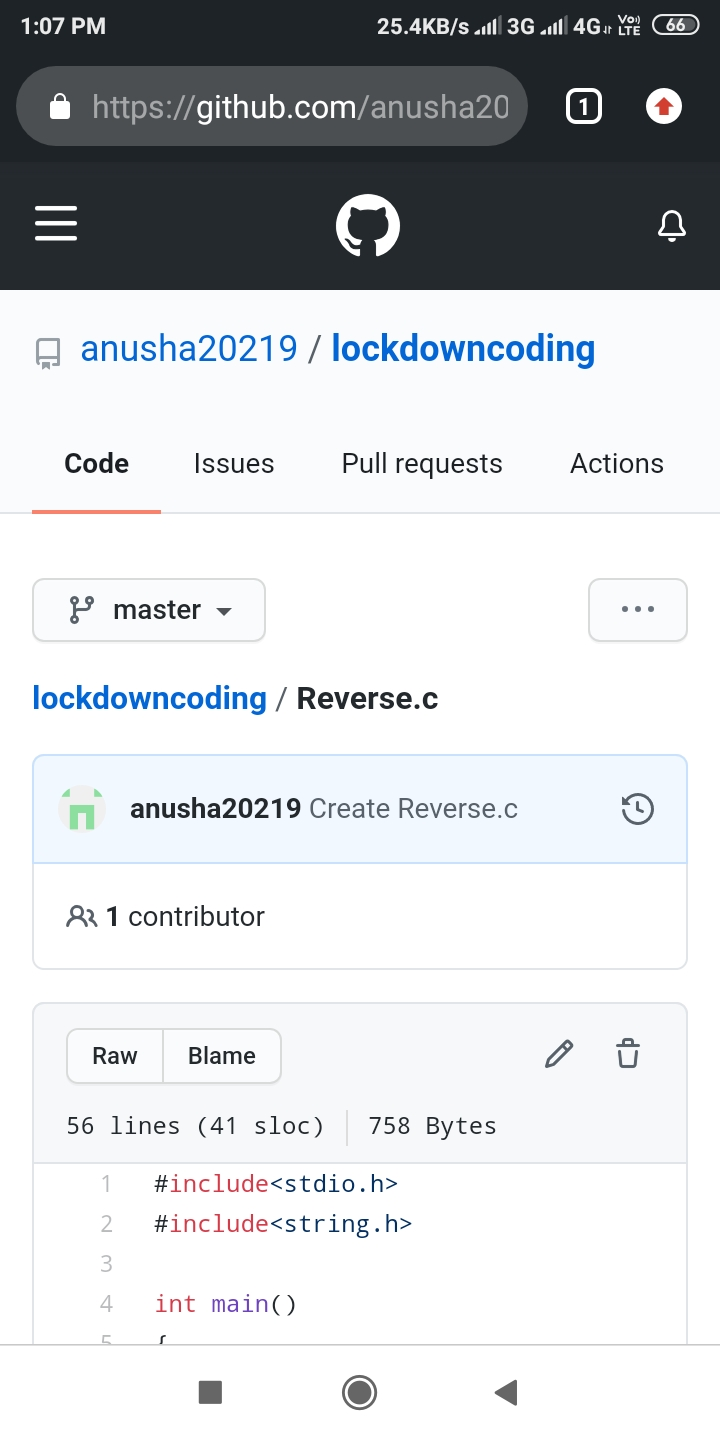 1:07 PM 25.4KB/s 3G 4G Vo) LTE 66
https://github.com/anusha20 1
anusha20219 / lockdowncoding
Code Issues Pull requests Actions
master
lockdowncoding / Reverse.c
anusha20219 Create Reverse.c
1 contributor
Raw Blame
56 lines (41 sloc) 758 Bytes
1 #include<stdio.h>
2 #include<string.h>
3
4 int main()
5 {